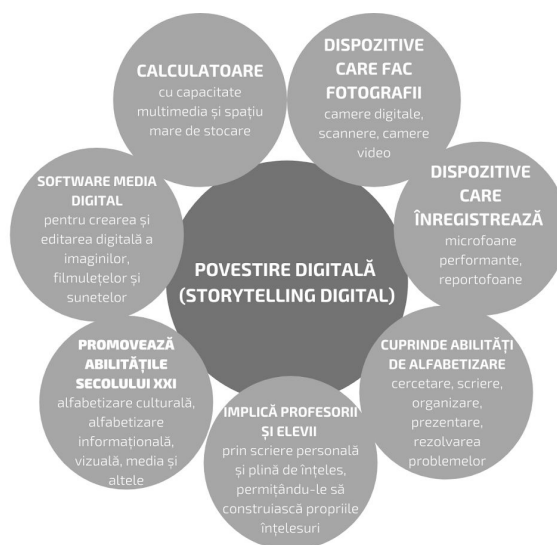 CALCULATOARE
cu capacitate
multimedia și spațiu
mare de stocare
DISPOZITIVE
CARE FAC
FOTOGRAFII
camere digitale,
scannere, camere
video
DISPOZITIVE
CARE
ÎNREGISTREAZĂ
microfoane
performante,
reportofoane
CUPRINDE ABILITĂȚI
DE ALFABETIZARE
cercetare, scriere,
organizare,
prezentare,
rezolvarea
problemelor
IMPLICĂ PROFESORII
ȘI ELEVII
prin scriere personală
și plină de înțeles,
permițându-le să
construiască propriile
înțelesuri
PROMOVEAZĂ
ABILITĂȚILE
SECOLULUI XXI
alfabetizare culturală,
alfabetizare
informațională,
vizuală, media și
altele
SOFTWARE MEDIA
DIGITAL
pentru crearea și
editarea digitală a
imaginilor,
filmulețelor și
sunetelor
POVESTIRE DIGITALĂ
(STORYTELLING DIGITAL)